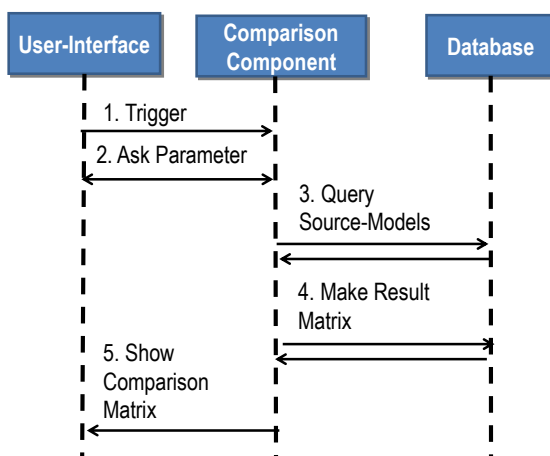 User-Interface
Comparison
Component
Database
1. Trigger
2. Ask Parameter
3. Query
Source-Models
4. Make Result
Matrix
5. Show
Comparison
Matrix